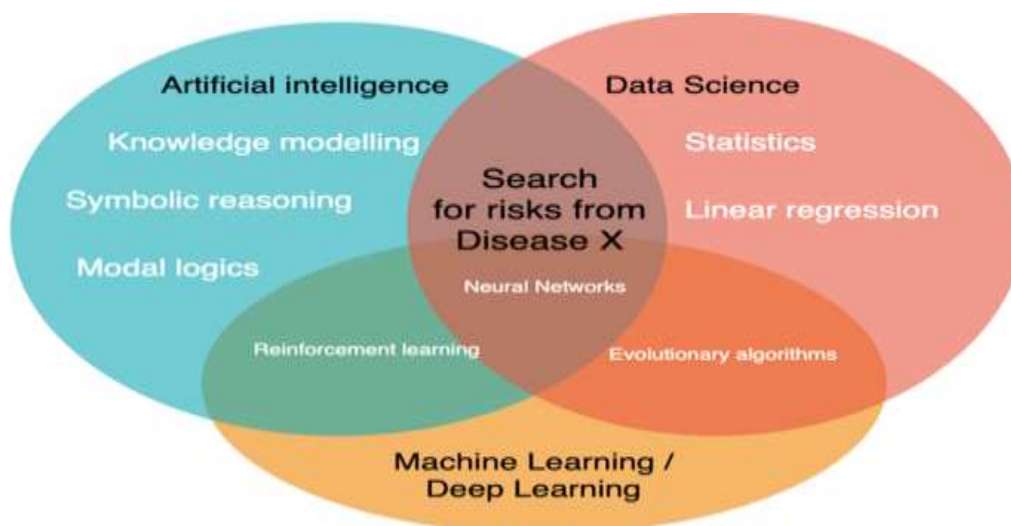 Artificial intelligence
Knowledge modelling
Symbolic reasoning
Modal logics
Data Science
Statistics
Linear regression
Search
for risks from
Disease X
Neural Networks
Reinforcement learning
Evolutionary algorithms
Machine Learning /
Deep Learning